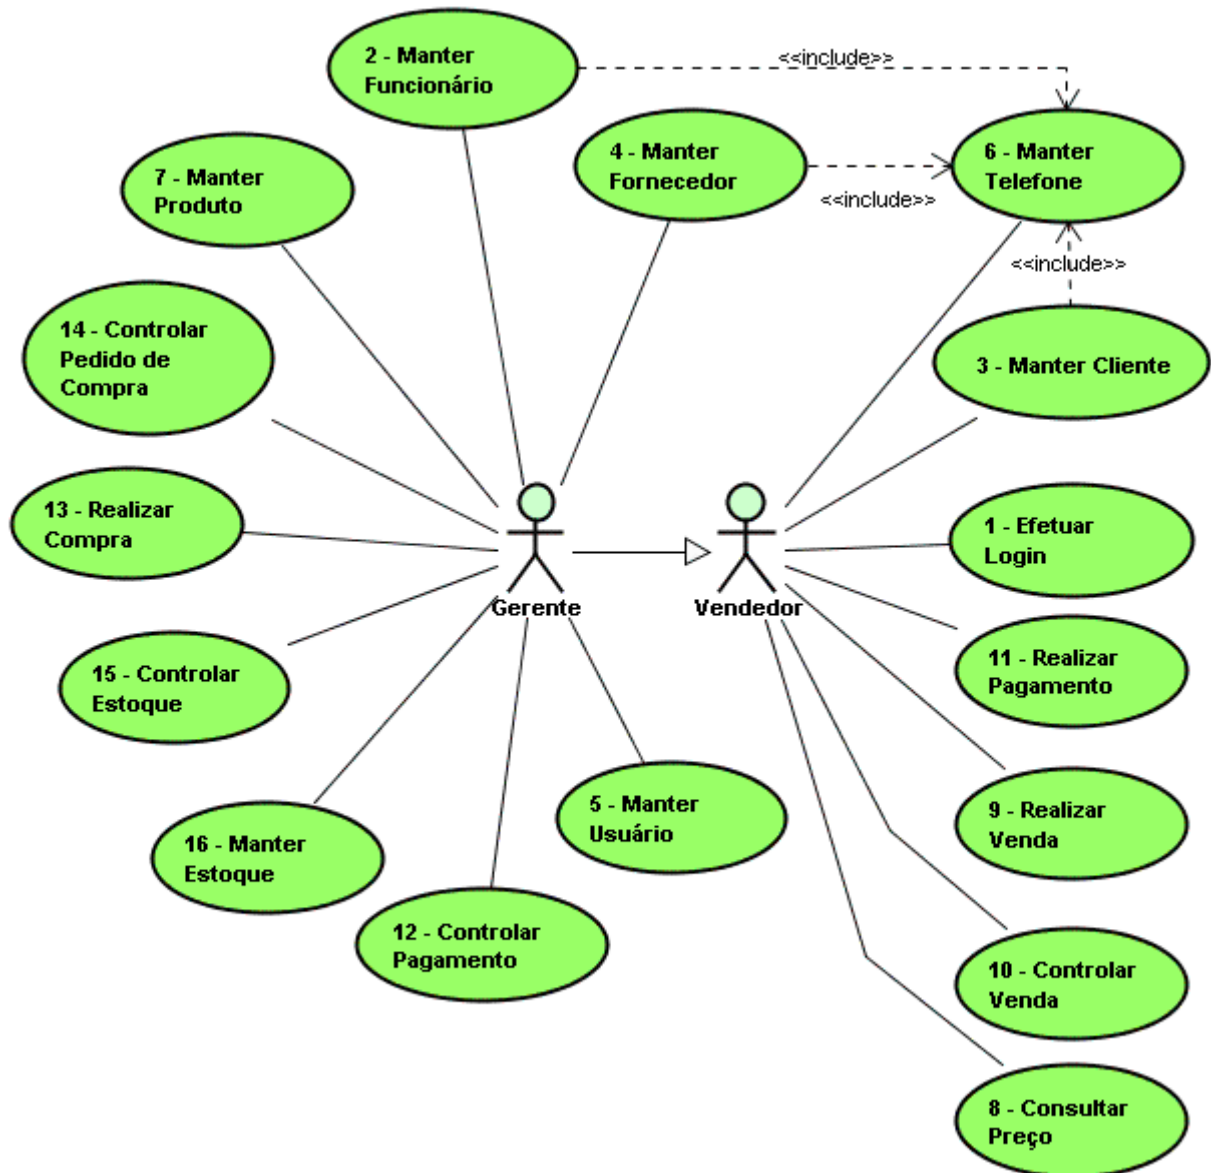 2 - Manter
Funcionário
<<include>>
4 - Manter
Fornecedor
6 - Manter
Telefone
<<include>>
7 - Manter
Produto
<<include>>
14 - Controlar
Pedido de
Compra
3 - Manter Cliente
13 - Realizar
Compra
1 - Efetuar
Login
Gerente
Vendedor
15 - Controlar
Estoque
11 - Realizar
Pagamento
5 - Manter
Usuário
9 - Realizar
Venda
16 - Manter
Estoque
12 - Controlar
Pagamento
10 - Controlar
Venda
8 - Consultar
Preço